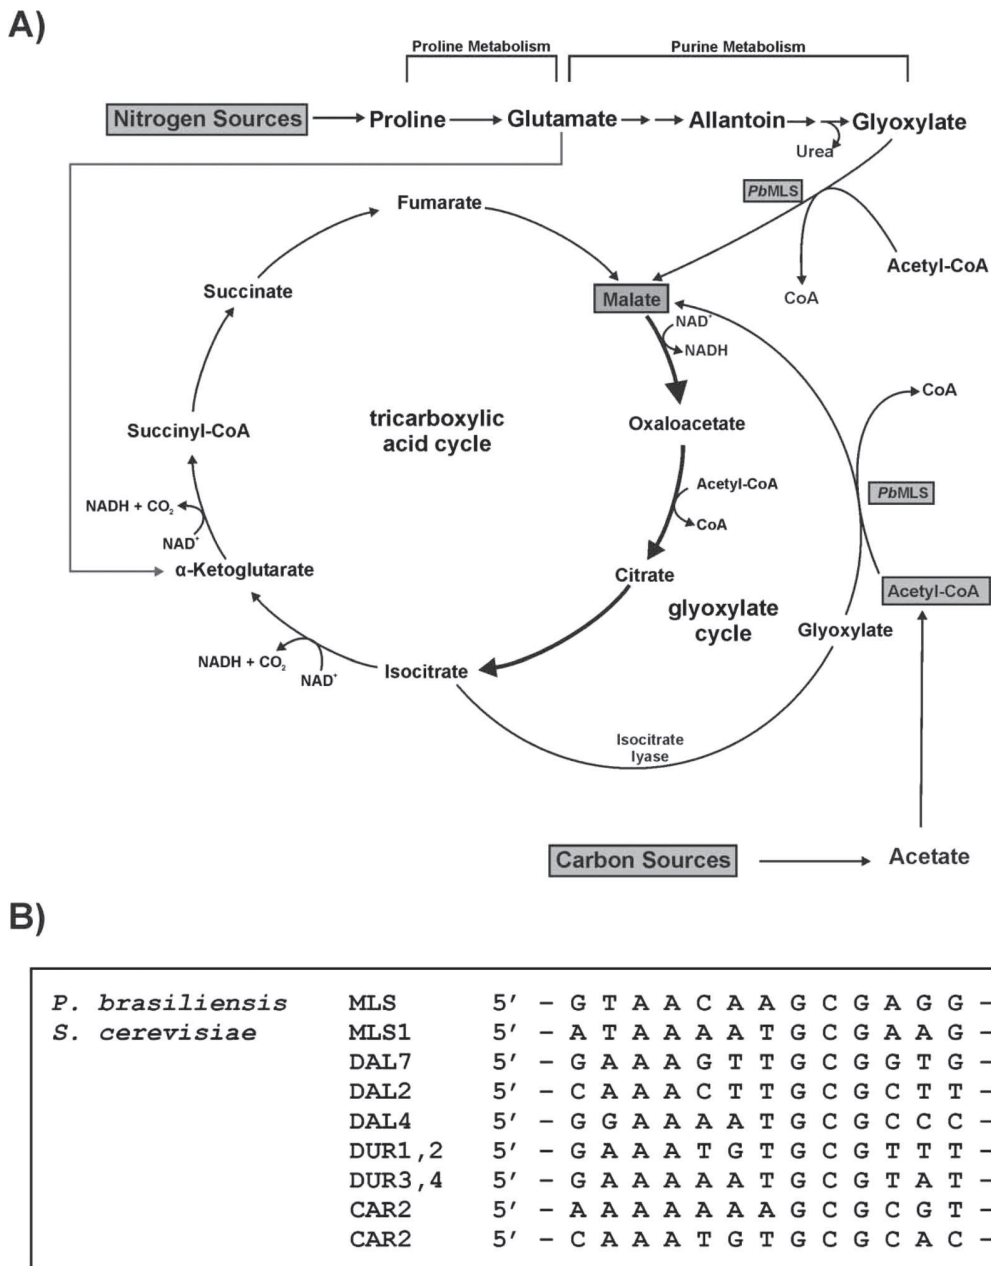 A)
Proline Metabolism
Purine Metabolism
Nitrogen Sources
Proline
Glutamate
Allantoin
Glyoxylate
Urea
PbMLS
Acetyl-CoA
CoA
Fumarate
Succinate
Malate
NAD+
NADH
CoA
tricarboxylic
acid cycle
Oxaloacetate
Succinyl-CoA
Acetyl-CoA
CoA
PbMLS
NADH + CO2
NAD+
α-Ketoglutarate
Citrate
glyoxylate
cycle
Acetyl-CoA
Glyoxylate
NADH + CO2
NAD+
Isocitrate
Isocitrate
lyase
Carbon Sources
Acetate
B)
P. brasiliensis MLS 5' – G T A A C A A G C G A G G –
S. cerevisiae MLS1 5' – A T A A A A T G C G A A G –
DAL7 5' – G A A A G T T G C G G T G –
DAL2 5' – C A A A C T T G C G C T T –
DAL4 5' – G G A A A A T G C G C C C –
DUR1,2 5' – G A A A T G T G C G T T T –
DUR3,4 5' – G A A A A A T G C G T A T –
CAR2 5' – A A A A A A A G C G C G T –
CAR2 5' – C A A A T G T G C G C A C –